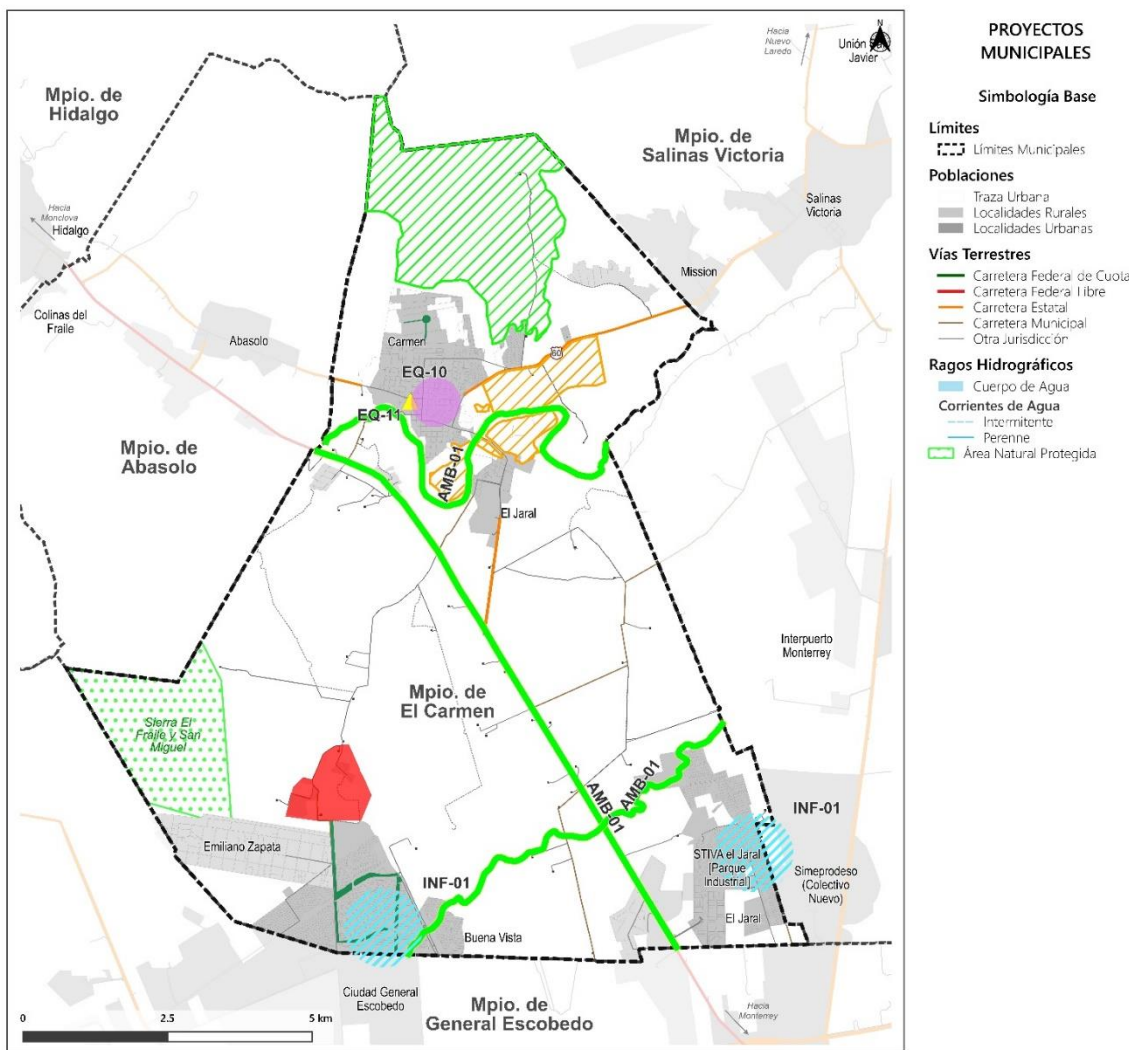 Hacia
Nuevo
Laredo
N
Unión San
Javier
Mpio. de
Hidalgo
Mpio. de
Salinas Victoria
Salinas
Victoria
Hacia
Monclova
Hidalgo
Mission
Colinas del
Fraile
Abasolo
Carmen
60
EQ-10
EQ-11
AMB-01
Mpio. de
Abasolo
El Jaral
Interpuerto
Monterrey
Mpio. de
El Carmen
Sierra El
Fraile y San
Miguel
AMB-01
AMB-01
INF-01
Emiliano Zapata
STIVA el Jaral
[Parque
Industrial]
Simeprodeso
(Colectivo
Nuevo)
INF-01
El Jaral
Buena Vista
Ciudad General
Escobedo
Mpio. de
General Escobedo
Hacia
Monterrey
0 2.5 5 km
PROYECTOS
MUNICIPALES
Simbología Base
Límites
Límites Municipales
Poblaciones
Traza Urbana
Localidades Rurales
Localidades Urbanas
Vías Terrestres
Carretera Federal de Cuota
Carretera Federal Libre
Carretera Estatal
Carretera Municipal
Otra Jurisdicción
Ragos Hidrográficos
Cuerpo de Agua
Corrientes de Agua
Intermitente
Perenne
Área Natural Protegida